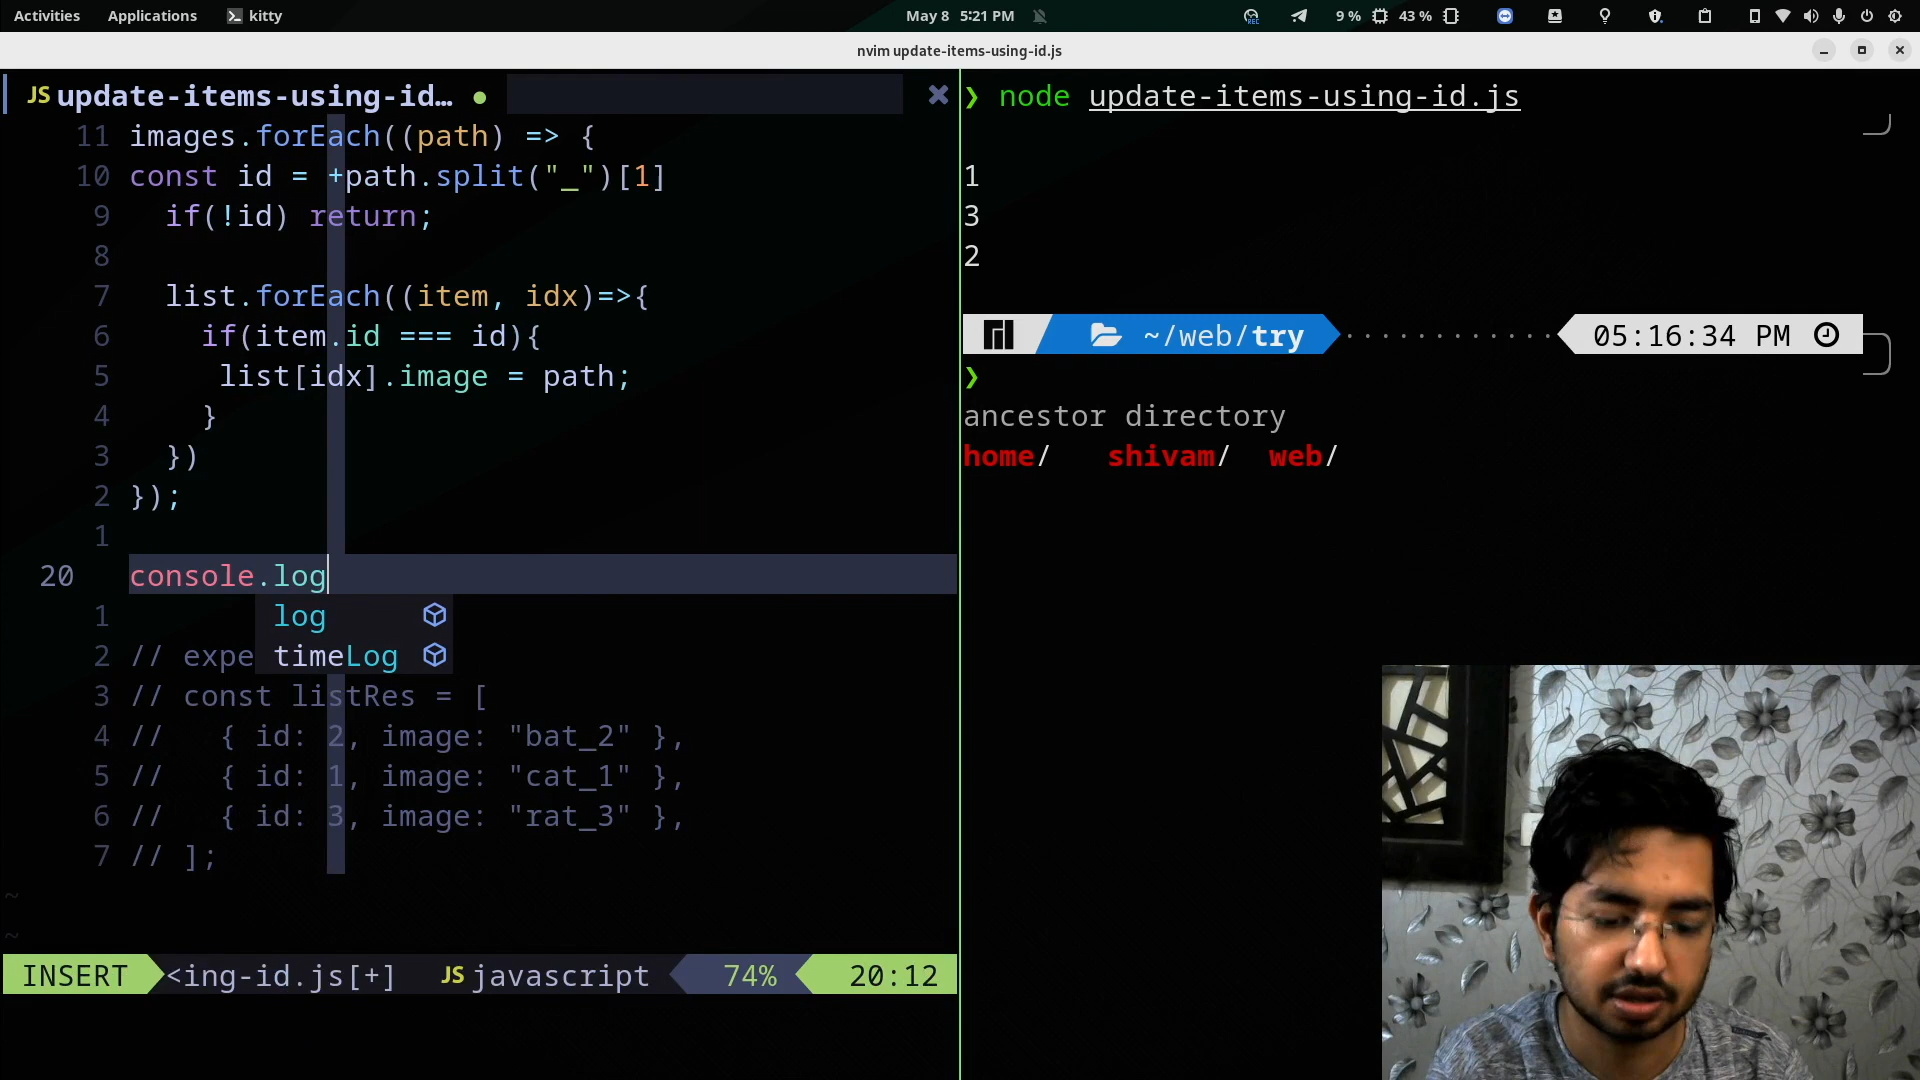 Activities Applications kitty May 8 5:21 PM 9 % 43 %
nvim update-items-using-id.js
JS update-items-using-id… ●
11 images.forEach((path) => {
10 const id = +path.split("_")[1]
9 if(!id) return;
8
7 list.forEach((item, idx)=>{
6 if(item.id === id){
5 list[idx].image = path;
4 }
3 })
2 });
1
20 console.log
1 log
2 // expe timeLog
3 // const listRes = [
4 // { id: 2, image: "bat_2" },
5 // { id: 1, image: "cat_1" },
6 // { id: 3, image: "rat_3" },
7 // ];
~
~
INSERT <ing-id.js[+] JS javascript 74% 20:12
❯ node update-items-using-id.js
1
3
2
~/web/try 05:16:34 PM
❯
ancestor directory
home/ shivam/ web/